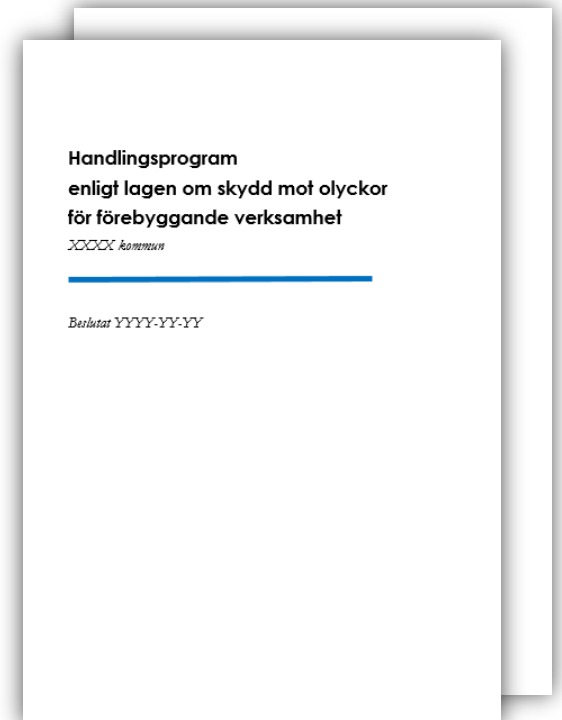 Handlingsprogram
enligt lagen om skydd mot olyckor
för förebyggande verksamhet
XXXX kommun
Beslutat YYYY-YY-YY